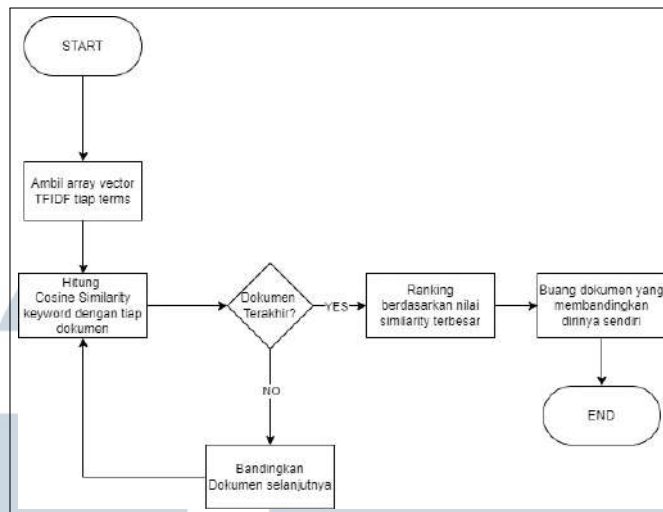 START
Ambil array vector
TFIDF tiap terms
Hitung
Cosine Similarity
keyword dengan tiap
dokumen
Dokumen
Terakhir?
YES
Ranking
berdasarkan nilai
similarity terbesar
Buang dokumen yang
membandingkan
dirinya sendiri
NO
END
Bandingkan
Dokumen selanjutnya